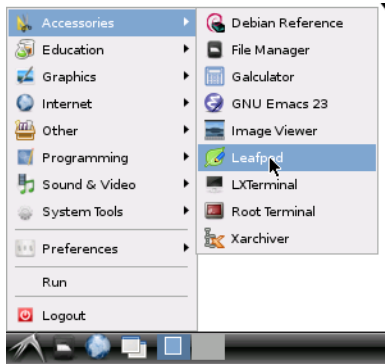 Accessories
Education
Graphics
Internet
Other
Programming
Sound & Video
System Tools
Preferences
Run
Logout
Debian Reference
File Manager
Galculator
GNU Emacs 23
Image Viewer
Leafpad
LXTerminal
Root Terminal
Xarchiver